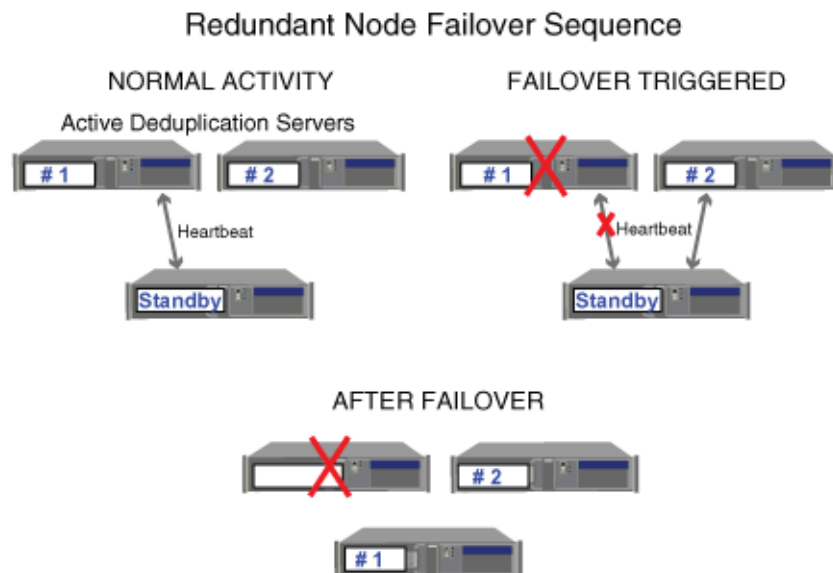 Redundant Node Failover Sequence
NORMAL ACTIVITY
Active Deduplication Servers
# 1
# 2
Heartbeat
Standby
FAILOVER TRIGGERED
# 1
# 2
Heartbeat
Standby
AFTER FAILOVER
# 2
# 1